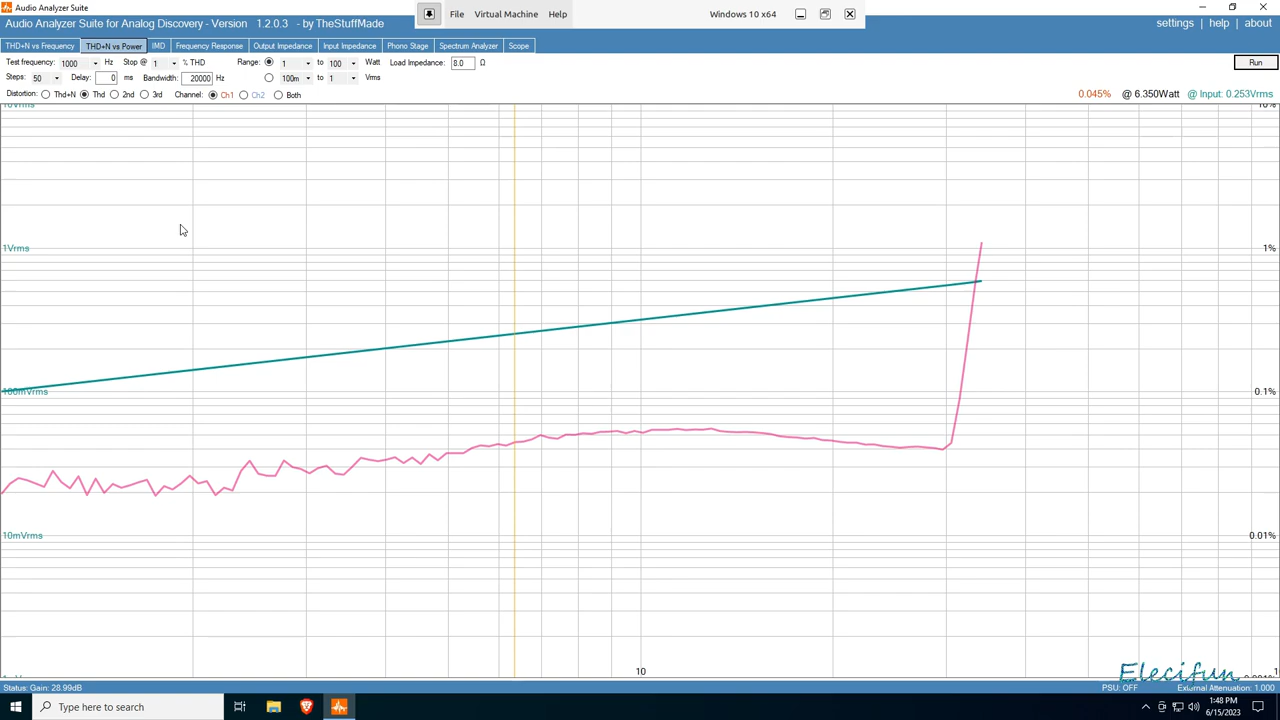 Audio Analyzer Suite
File Virtual Machine Help Windows 10 x64
Audio Analyzer Suite for Analog Discovery - Version 1.2.0.3 - by TheStuffMade
settings | help | about
THD+N vs Frequency THD+N vs Power IMD Frequency Response Output Impedance Input Impedance Phono Stage Spectrum Analyzer Scope
Test frequency: 1000 Hz Stop @ 1 % THD Range: 1 to 100 Watt Load Impedance: 8.0 Ω Run
Steps: 50 Delay: 0 ms Bandwidth: 20000 Hz 100m to 1 Vrms
Distortion: Thd+N Thd 2nd 3rd Channel: Ch1 Ch2 Both 0.045% @ 6.350Watt @ Input: 0.253Vrms
10Vrms 10%
1Vrms 1%
100mVrms 0.1%
10mVrms 0.01%
10
Elecifun
Status: Gain: 28.99dB PSU: OFF External Attenuation: 1.000
Type here to search
1:48 PM
6/15/2023